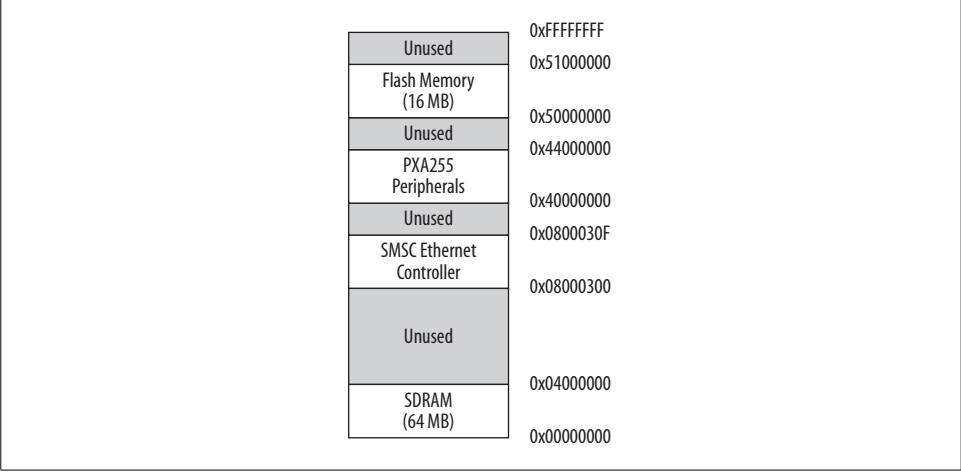 0xFFFFFFFF
Unused
0x51000000
Flash Memory
(16 MB)
0x50000000
Unused
0x44000000
PXA255
Peripherals
0x40000000
Unused
0x0800030F
SMSC Ethernet
Controller
0x08000300
Unused
0x04000000
SDRAM
(64 MB)
0x00000000